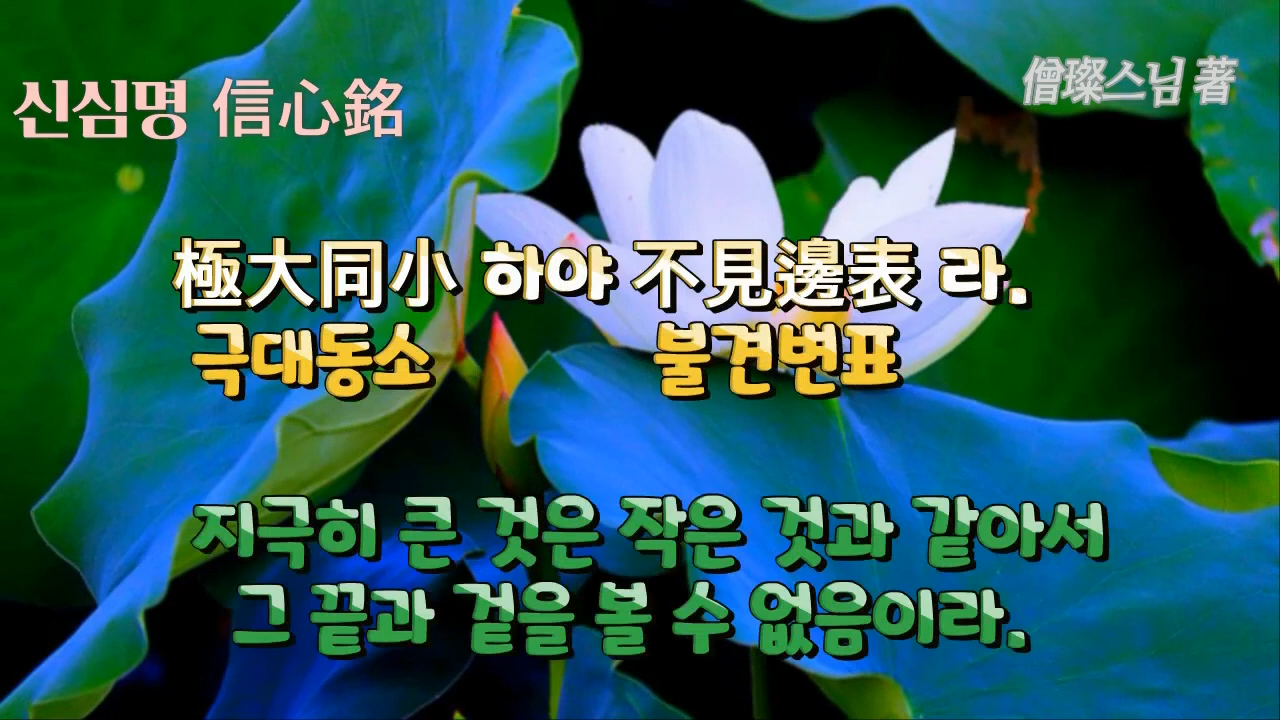 신심명 信心銘
僧璨스님 著
極大同小 하야 不見邊表 라.
극대동소 불견변표
지극히 큰 것은 작은 것과 같아서
그 끝과 겉을 볼 수 없음이라.